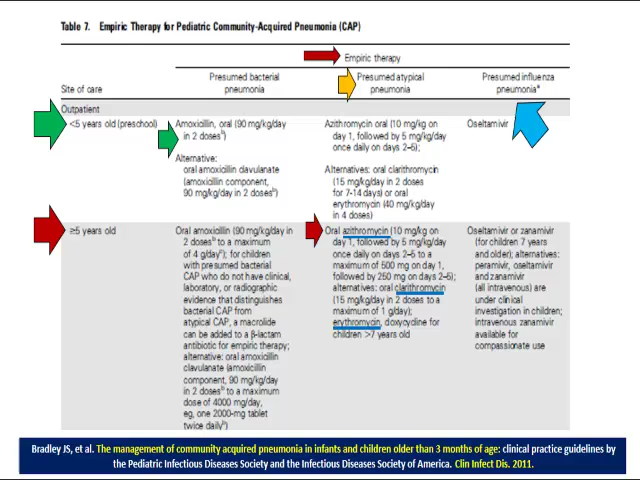 Table 7. Empiric Therapy for Pediatric Community-Acquired Pneumonia (CAP)
Empiric therapy
Site of care
Presumed bacterial
pneumonia
Presumed atypical
pneumonia
Presumed influenza
pneumoniaᵃ
Outpatient
<5 years old (preschool)
Amoxicillin, oral (90 mg/kg/day
in 2 dosesᵇ)
Alternative:
oral amoxicillin clavulanate
(amoxicillin component,
90 mg/kg/day in 2 dosesᵇ)
Azithromycin oral (10 mg/kg on
day 1, followed by 5 mg/kg/day
once daily on days 2–5);
Alternatives: oral clarithromycin
(15 mg/kg/day in 2 doses
for 7-14 days) or oral
erythromycin (40 mg/kg/day
in 4 doses)
Oseltamivir
≥5 years old
Oral amoxicillin (90 mg/kg/day in
2 dosesᵇ to a maximum
of 4 g/dayᶜ); for children
with presumed bacterial
CAP who do not have clinical,
laboratory, or radiographic
evidence that distinguishes
bacterial CAP from
atypical CAP, a macrolide
can be added to a β-lactam
antibiotic for empiric therapy;
alternative: oral amoxicillin
clavulanate (amoxicillin
component, 90 mg/kg/day
in 2 dosesᵇ to a maximum
dose of 4000 mg/day,
eg, one 2000-mg tablet
twice dailyᵇ)
Oral azithromycin (10 mg/kg on
day 1, followed by 5 mg/kg/day
once daily on days 2–5 to a
maximum of 500 mg on day 1,
followed by 250 mg on days 2–5);
alternatives: oral clarithromycin
(15 mg/kg/day in 2 doses to a
maximum of 1 g/day);
erythromycin, doxycycline for
children >7 years old
Oseltamivir or zanamivir
(for children 7 years
and older); alternatives:
peramivir, oseltamivir
and zanamivir
(all intravenous) are
under clinical
investigation in children;
intravenous zanamivir
available for
compassionate use
Bradley JS, et al. The management of community acquired pneumonia in infants and children older than 3 months of age: clinical practice guidelines by
the Pediatric Infectious Diseases Society and the Infectious Diseases Society of America. Clin Infect Dis. 2011.